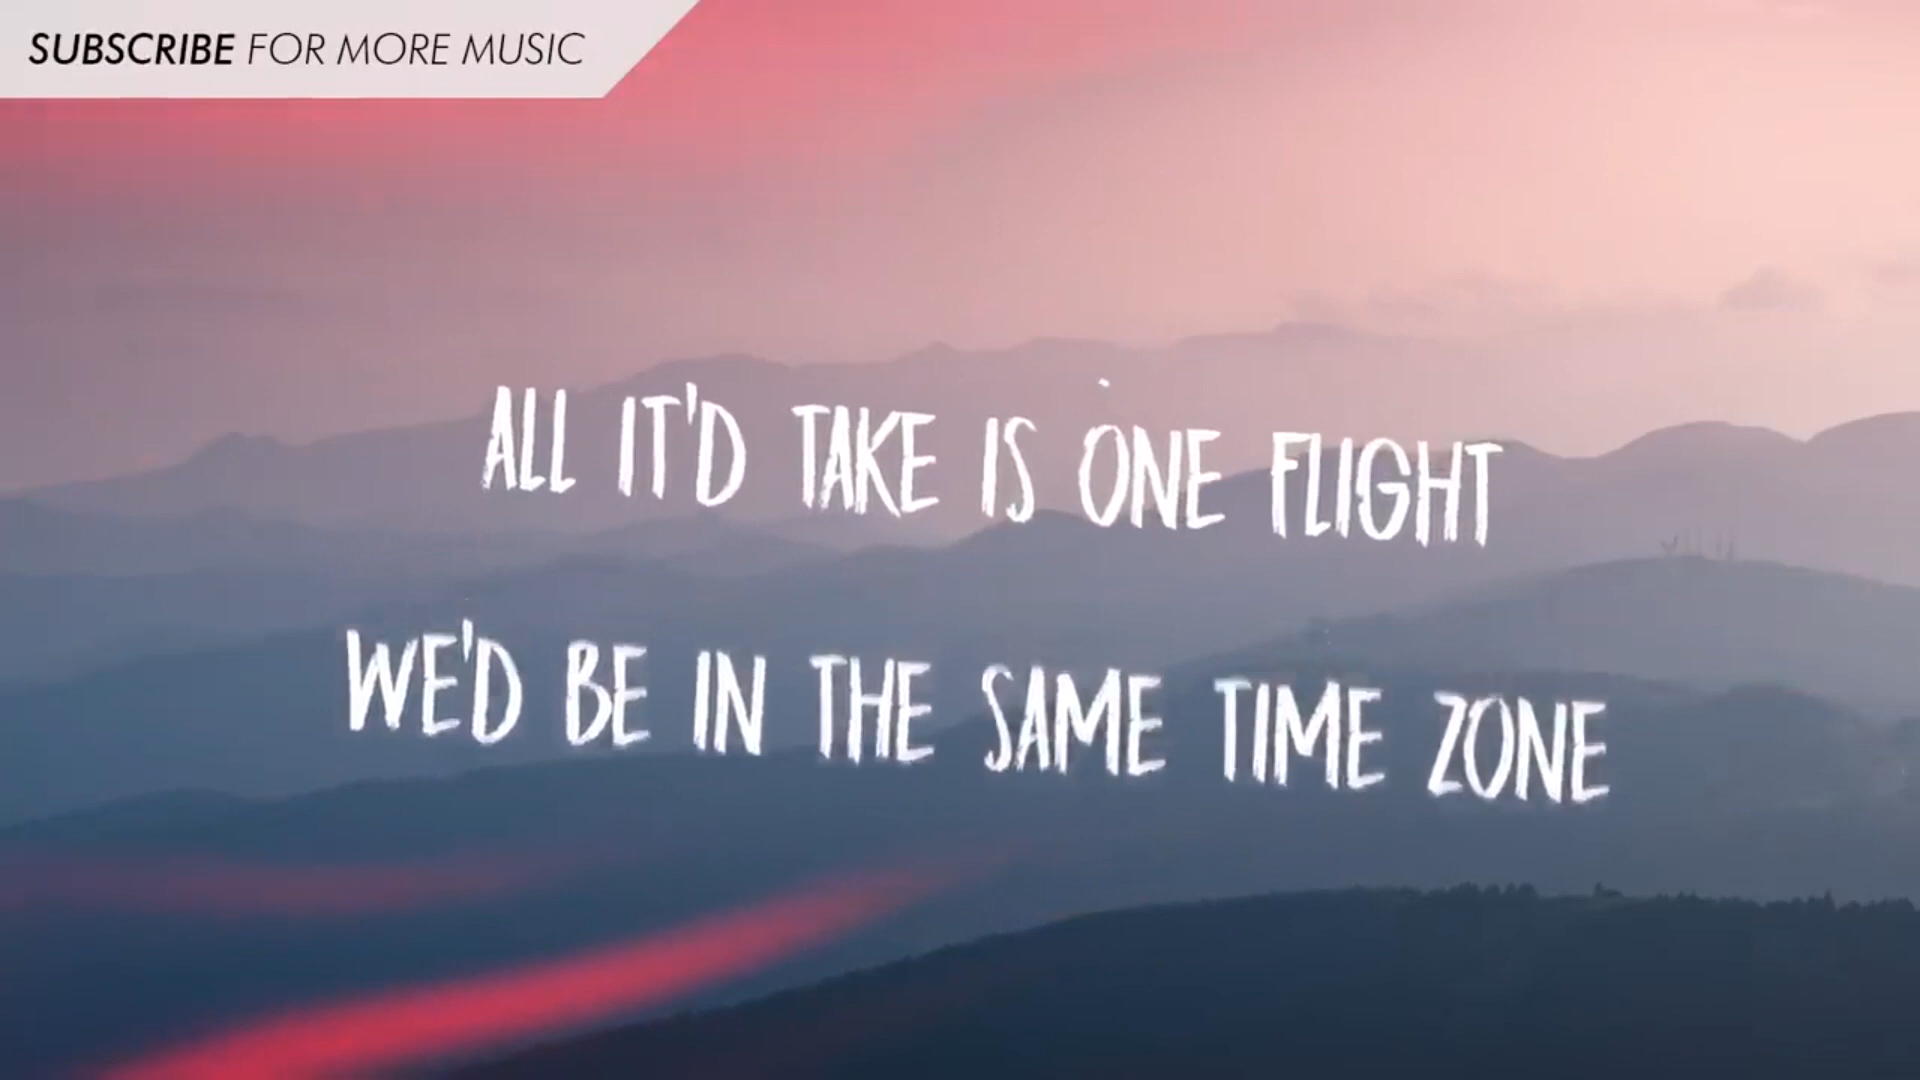 SUBSCRIBE FOR MORE MUSIC
ALL IT'D TAKE IS ONE FLIGHT
WE'D BE IN THE SAME TIME ZONE